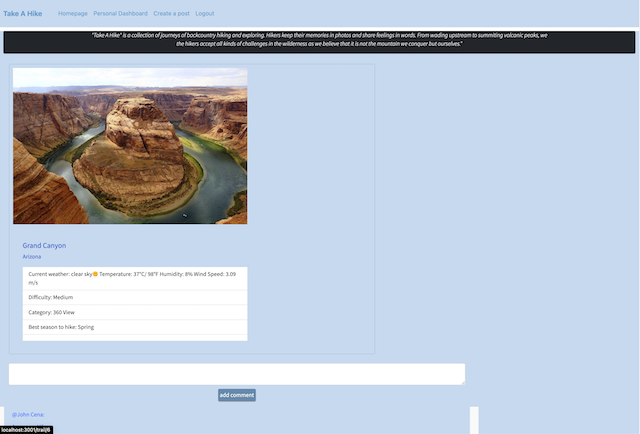 Take A Hike Homepage Personal Dashboard Create a post Logout
"Take A Hike" is a collection of journeys of backcountry hiking and exploring. Hikers keep their memories in photos and share feelings in words. From wading upstream to summiting volcanic peaks, we
the hikers accept all kinds of challenges in the wilderness as we believe that it is not the mountain we conquer but ourselves."
Grand Canyon
Arizona
Current weather: clear sky Temperature: 37°C/ 98°F Humidity: 8% Wind Speed: 3.09
m/s
Difficulty: Medium
Category: 360 View
Best season to hike: Spring
add comment
@John Cena:
localhost:3001/trail/6